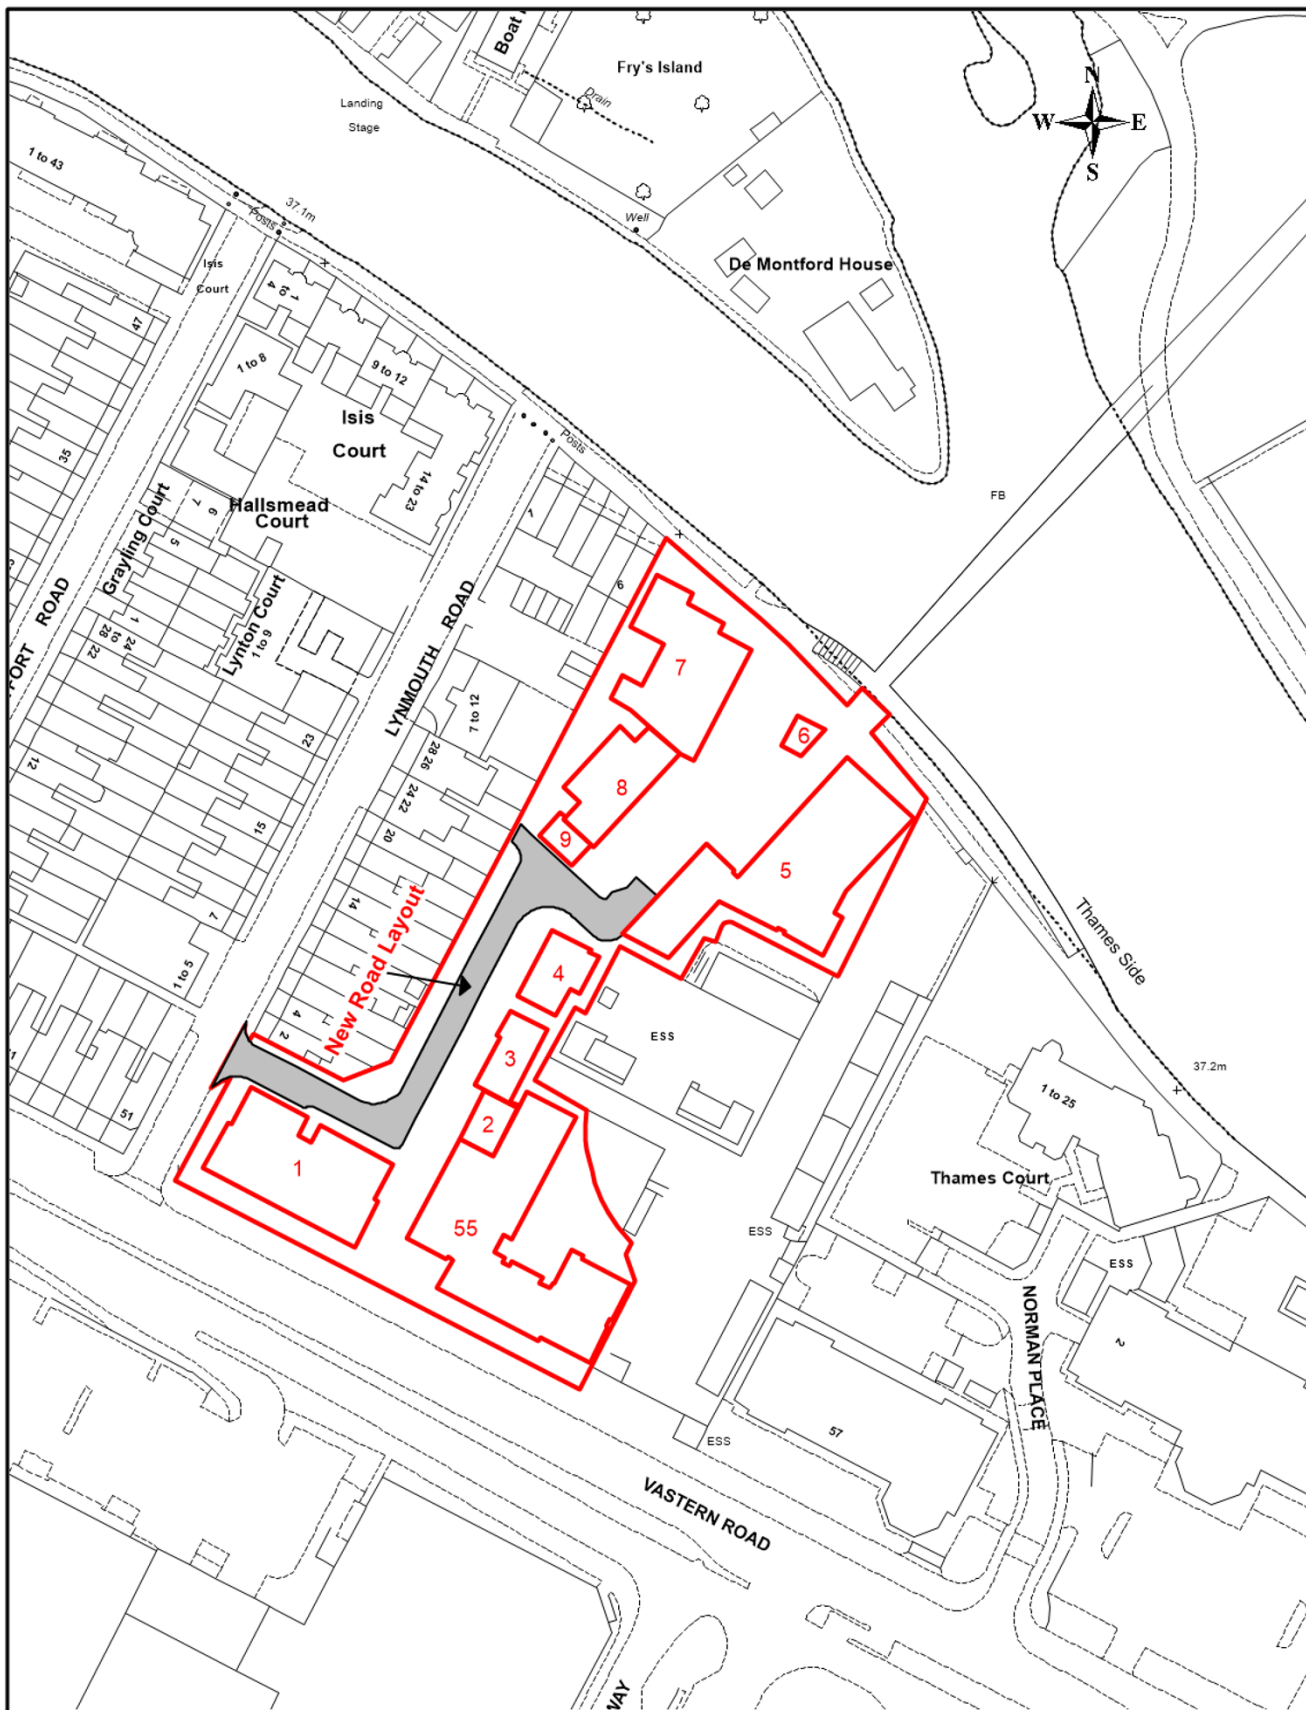 Boat
Fry's Island
Drain
Landing
Stage
N
W
E
S
1 to 43
37.1m
Posts
Well
Isis
Court
De Montford House
1 to 4
47
1 to 8
9 to 12
Isis
Court
Posts
35
14 to 23
FB
Hallsmead
Court
7
6
5
Grayling Court
1
6
ROAD
LYNMOUTH ROAD
Lynton Court
1 to 9
24 to 28
22
7
7 to 12
6
23
28 26
12
24 22
8
20
9
15
5
14
7
New Road Layout
Thames Side
1 to 5
4
4
2
ESS
3
37.2m
51
1 to 25
2
1
Thames Court
55
ESS
ESS
NORMAN PLACE
2
57
ESS
VASTERN ROAD
WAY